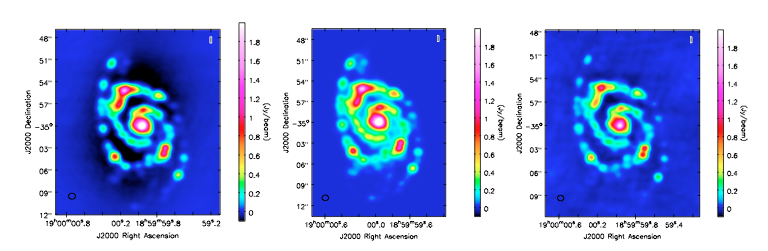 48"
51"
54"
57"
-35°
03"
06"
09"
12"
J2000 Declination
19ʰ00ᵐ00ˢ.8
00ˢ.2
18ʰ59ᵐ59ˢ.8
59ˢ.2
J2000 Right Ascension
1.8
1.6
1.4
1.2
1
0.8
0.6
0.4
0.2
0
(Jy/beam)
48"
51"
54"
57"
-35°
03"
06"
09"
12"
J2000 Declination
19ʰ00ᵐ00ˢ.6
00ˢ.0
18ʰ59ᵐ59ˢ.6
J2000 Right Ascension
1.8
1.6
1.4
1.2
1
0.8
0.6
0.4
0.2
0
(Jy/beam)
48"
51"
54"
57"
-35°
03"
06"
09"
J2000 Declination
19ʰ00ᵐ00ˢ.6
00ˢ.2
18ʰ59ᵐ59ˢ.8
59ˢ.4
J2000 Right Ascension
1.8
1.6
1.4
1.2
1
0.8
0.6
0.4
0.2
0
(Jy/beam)